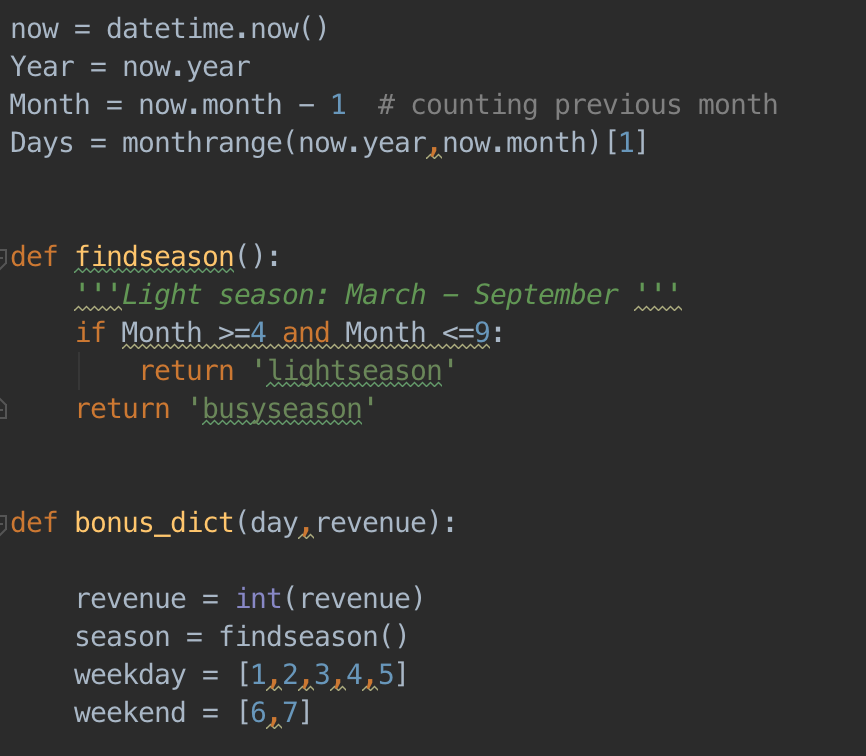 now = datetime.now()
Year = now.year
Month = now.month - 1  # counting previous month
Days = monthrange(now.year,now.month)[1]
def findseason():
    '''Light season: March - September '''
    if Month >=4 and Month <=9:
        return 'lightseason'
    return 'busyseason'
def bonus_dict(day,revenue):
    revenue = int(revenue)
    season = findseason()
    weekday = [1,2,3,4,5]
    weekend = [6,7]